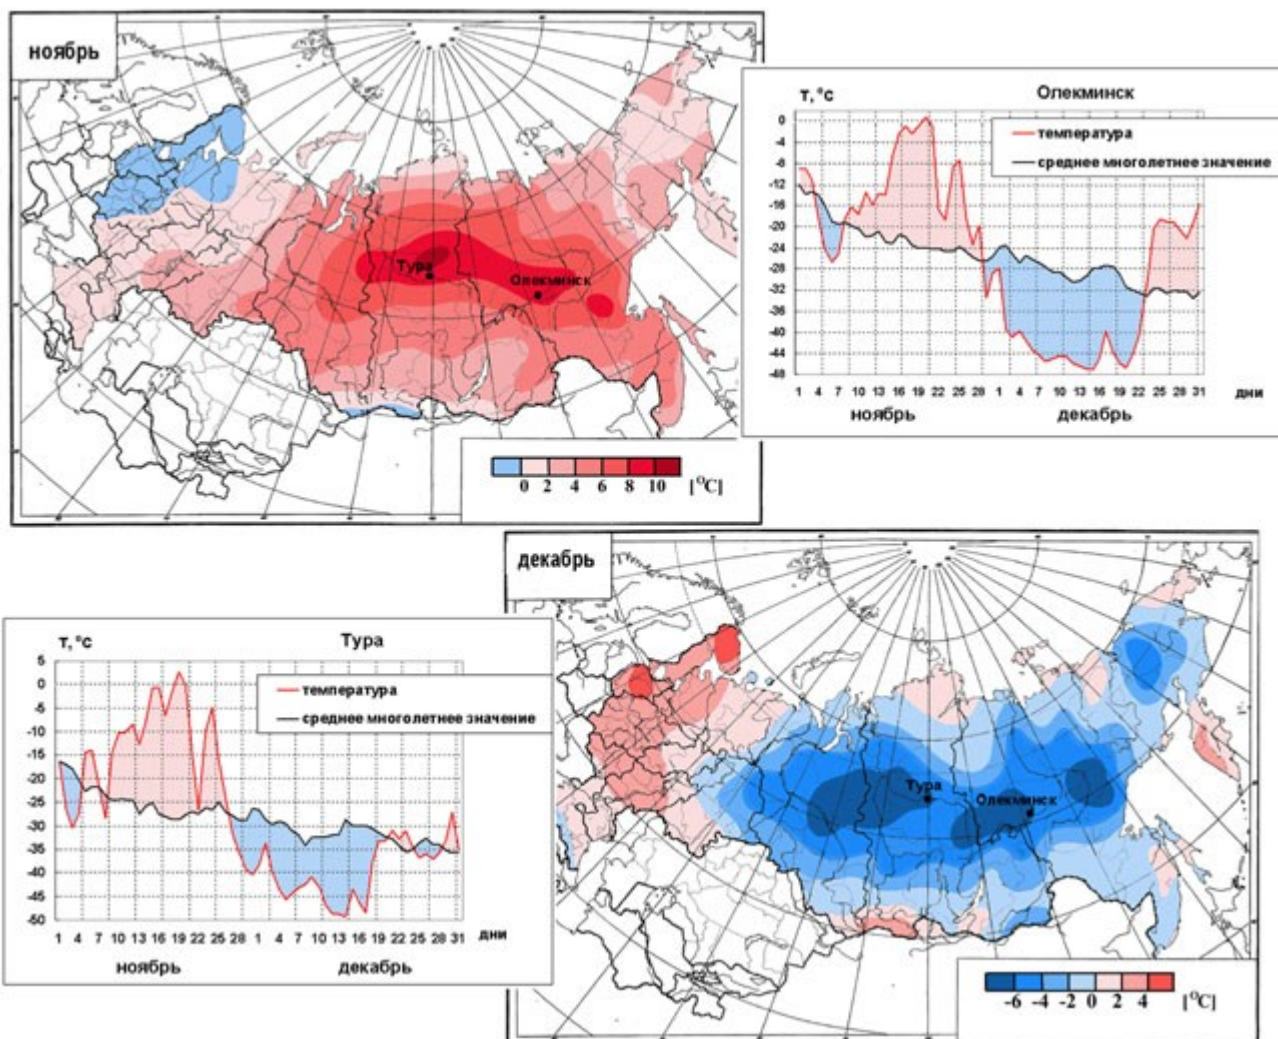 ноябрь
Тура
Олекминск
0 2 4 6 8 10 [°C]
Т, °С Олекминск
температура
среднее многолетнее значение
0
-4
-8
-12
-16
-20
-24
-28
-32
-36
-40
-44
-48
1 4 7 10 13 16 19 22 25 28 1 4 7 10 13 16 19 22 25 28 31 дни
ноябрь декабрь
декабрь
Тура
Олекминск
-6 -4 -2 0 2 4 [°C]
Т, °С Тура
температура
среднее многолетнее значение
5
0
-5
-10
-15
-20
-25
-30
-35
-40
-45
-50
1 4 7 10 13 16 19 22 25 28 1 4 7 10 13 16 19 22 25 28 31 дни
ноябрь декабрь